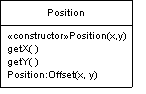 Position
«constructor»Position(x,y)
getX( )
getY( )
Position:Offset(x, y)